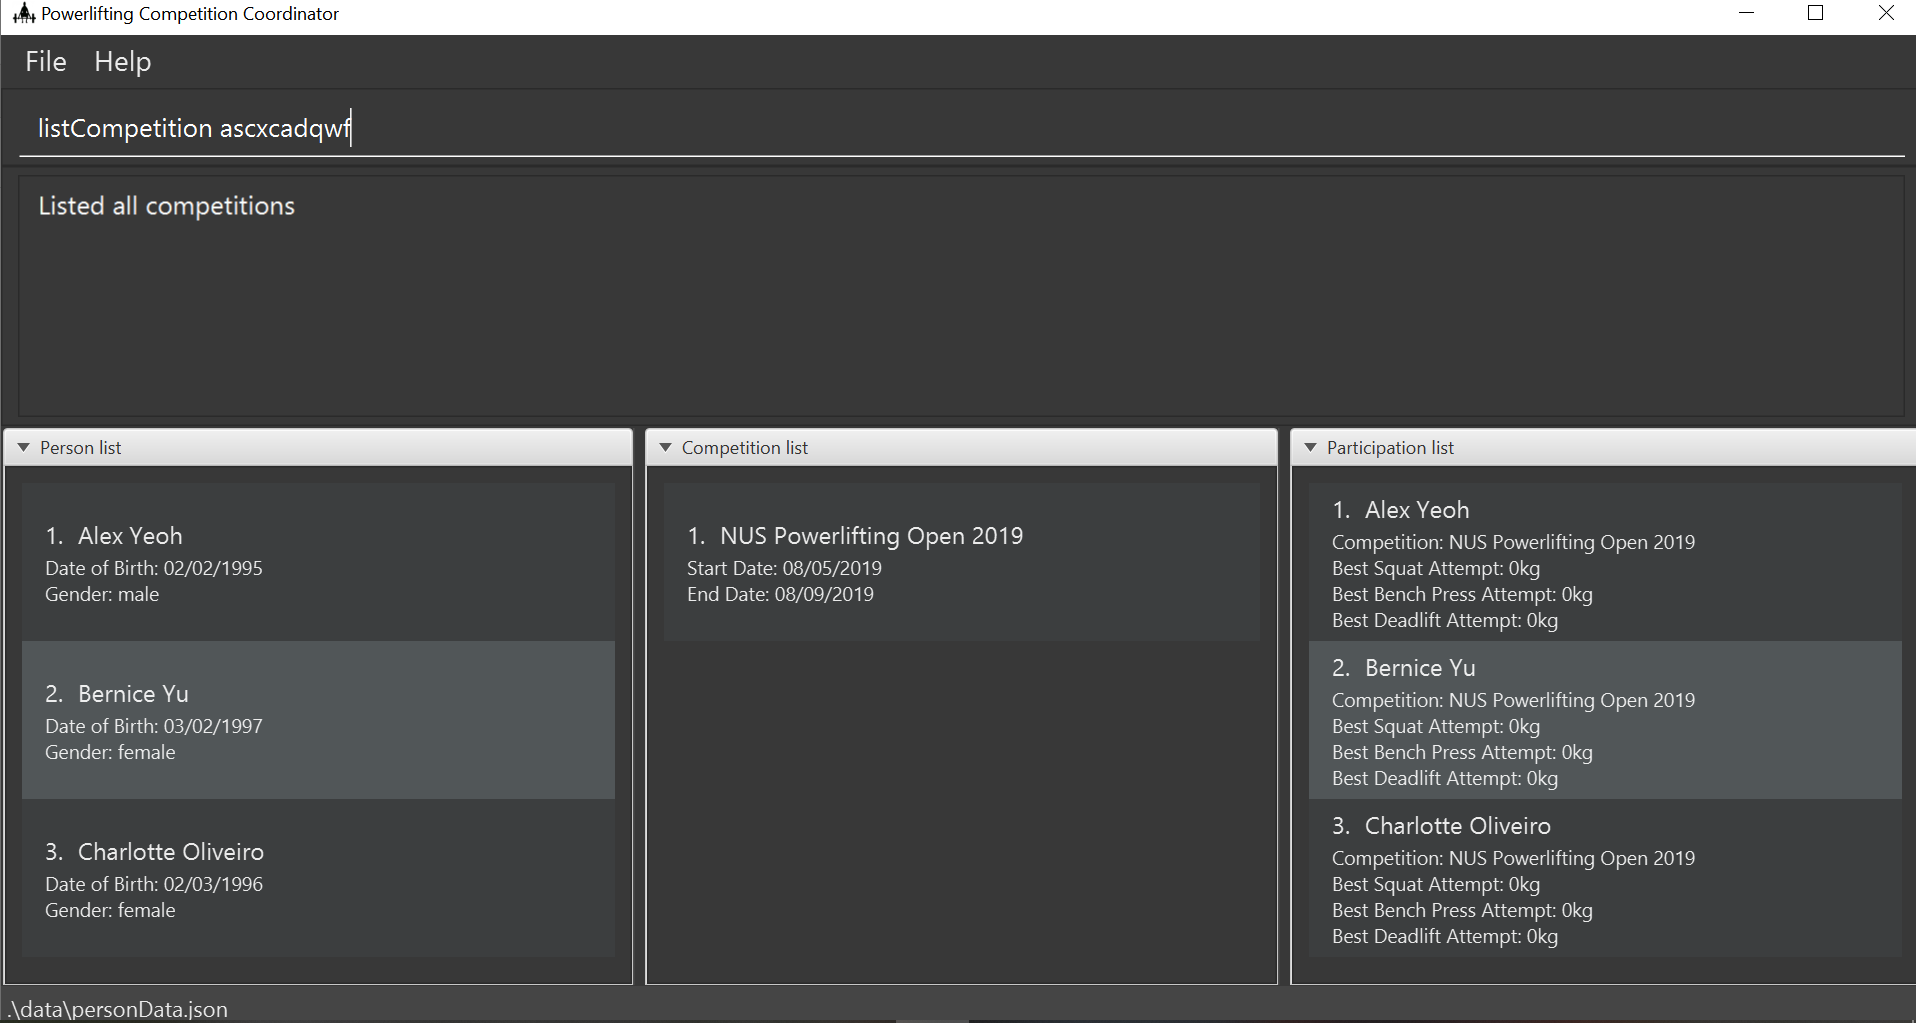 Powerlifting Competition Coordinator
File Help
listCompetition ascxcadqwf
Listed all competitions
Person list
1. Alex Yeoh
Date of Birth: 02/02/1995
Gender: male
2. Bernice Yu
Date of Birth: 03/02/1997
Gender: female
3. Charlotte Oliveiro
Date of Birth: 02/03/1996
Gender: female
Competition list
1. NUS Powerlifting Open 2019
Start Date: 08/05/2019
End Date: 08/09/2019
Participation list
1. Alex Yeoh
Competition: NUS Powerlifting Open 2019
Best Squat Attempt: 0kg
Best Bench Press Attempt: 0kg
Best Deadlift Attempt: 0kg
2. Bernice Yu
Competition: NUS Powerlifting Open 2019
Best Squat Attempt: 0kg
Best Bench Press Attempt: 0kg
Best Deadlift Attempt: 0kg
3. Charlotte Oliveiro
Competition: NUS Powerlifting Open 2019
Best Squat Attempt: 0kg
Best Bench Press Attempt: 0kg
Best Deadlift Attempt: 0kg
.\data\personData.json